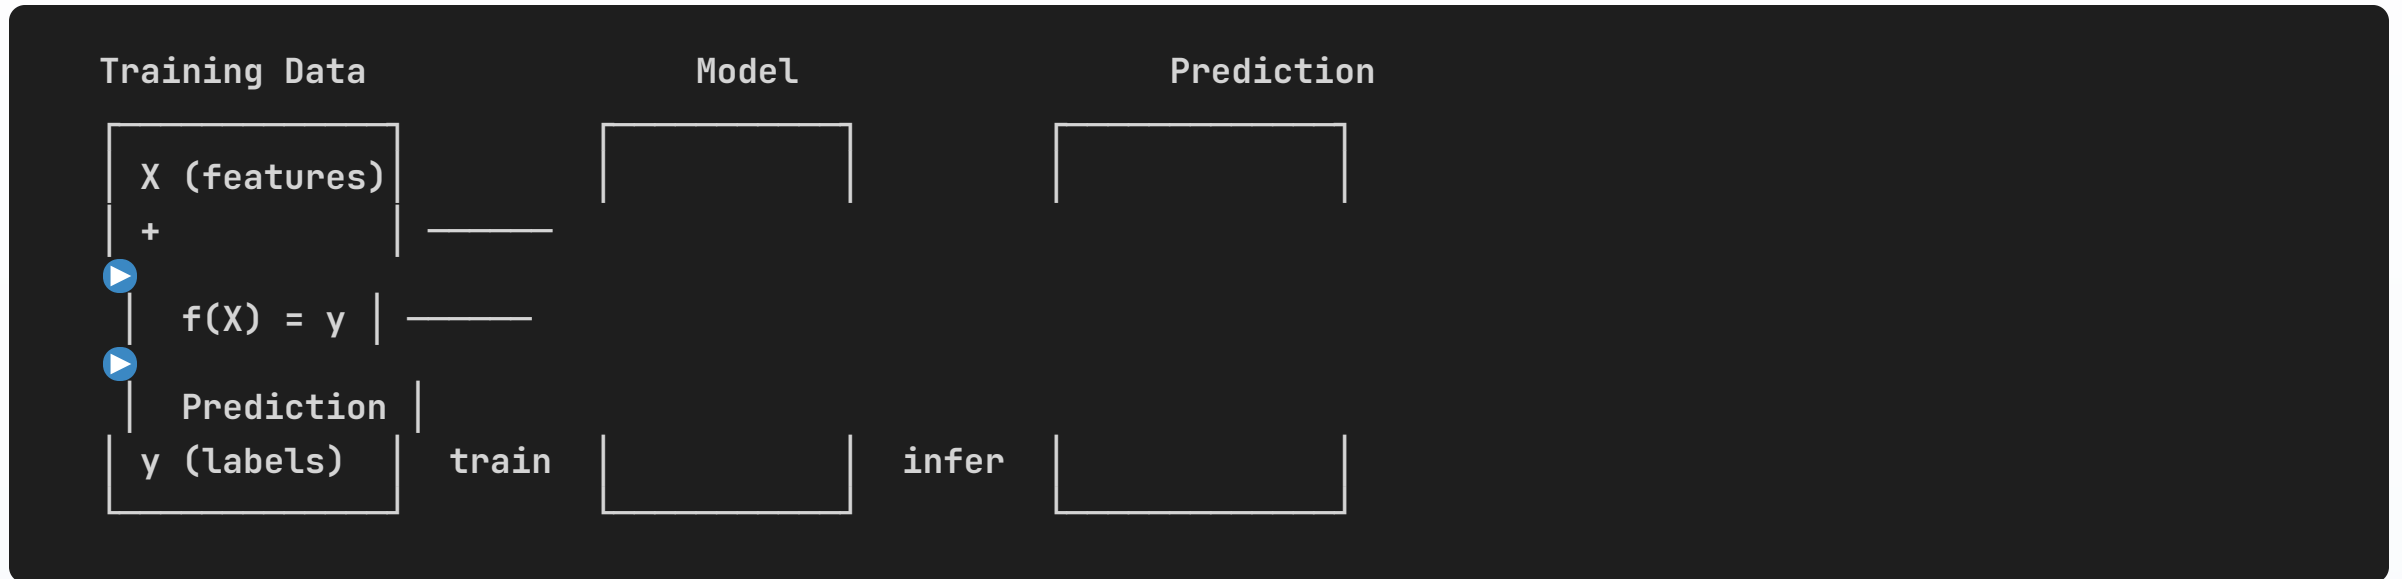 Training Data Model Prediction
X (features)
+
f(X) = y
Prediction
y (labels) train infer